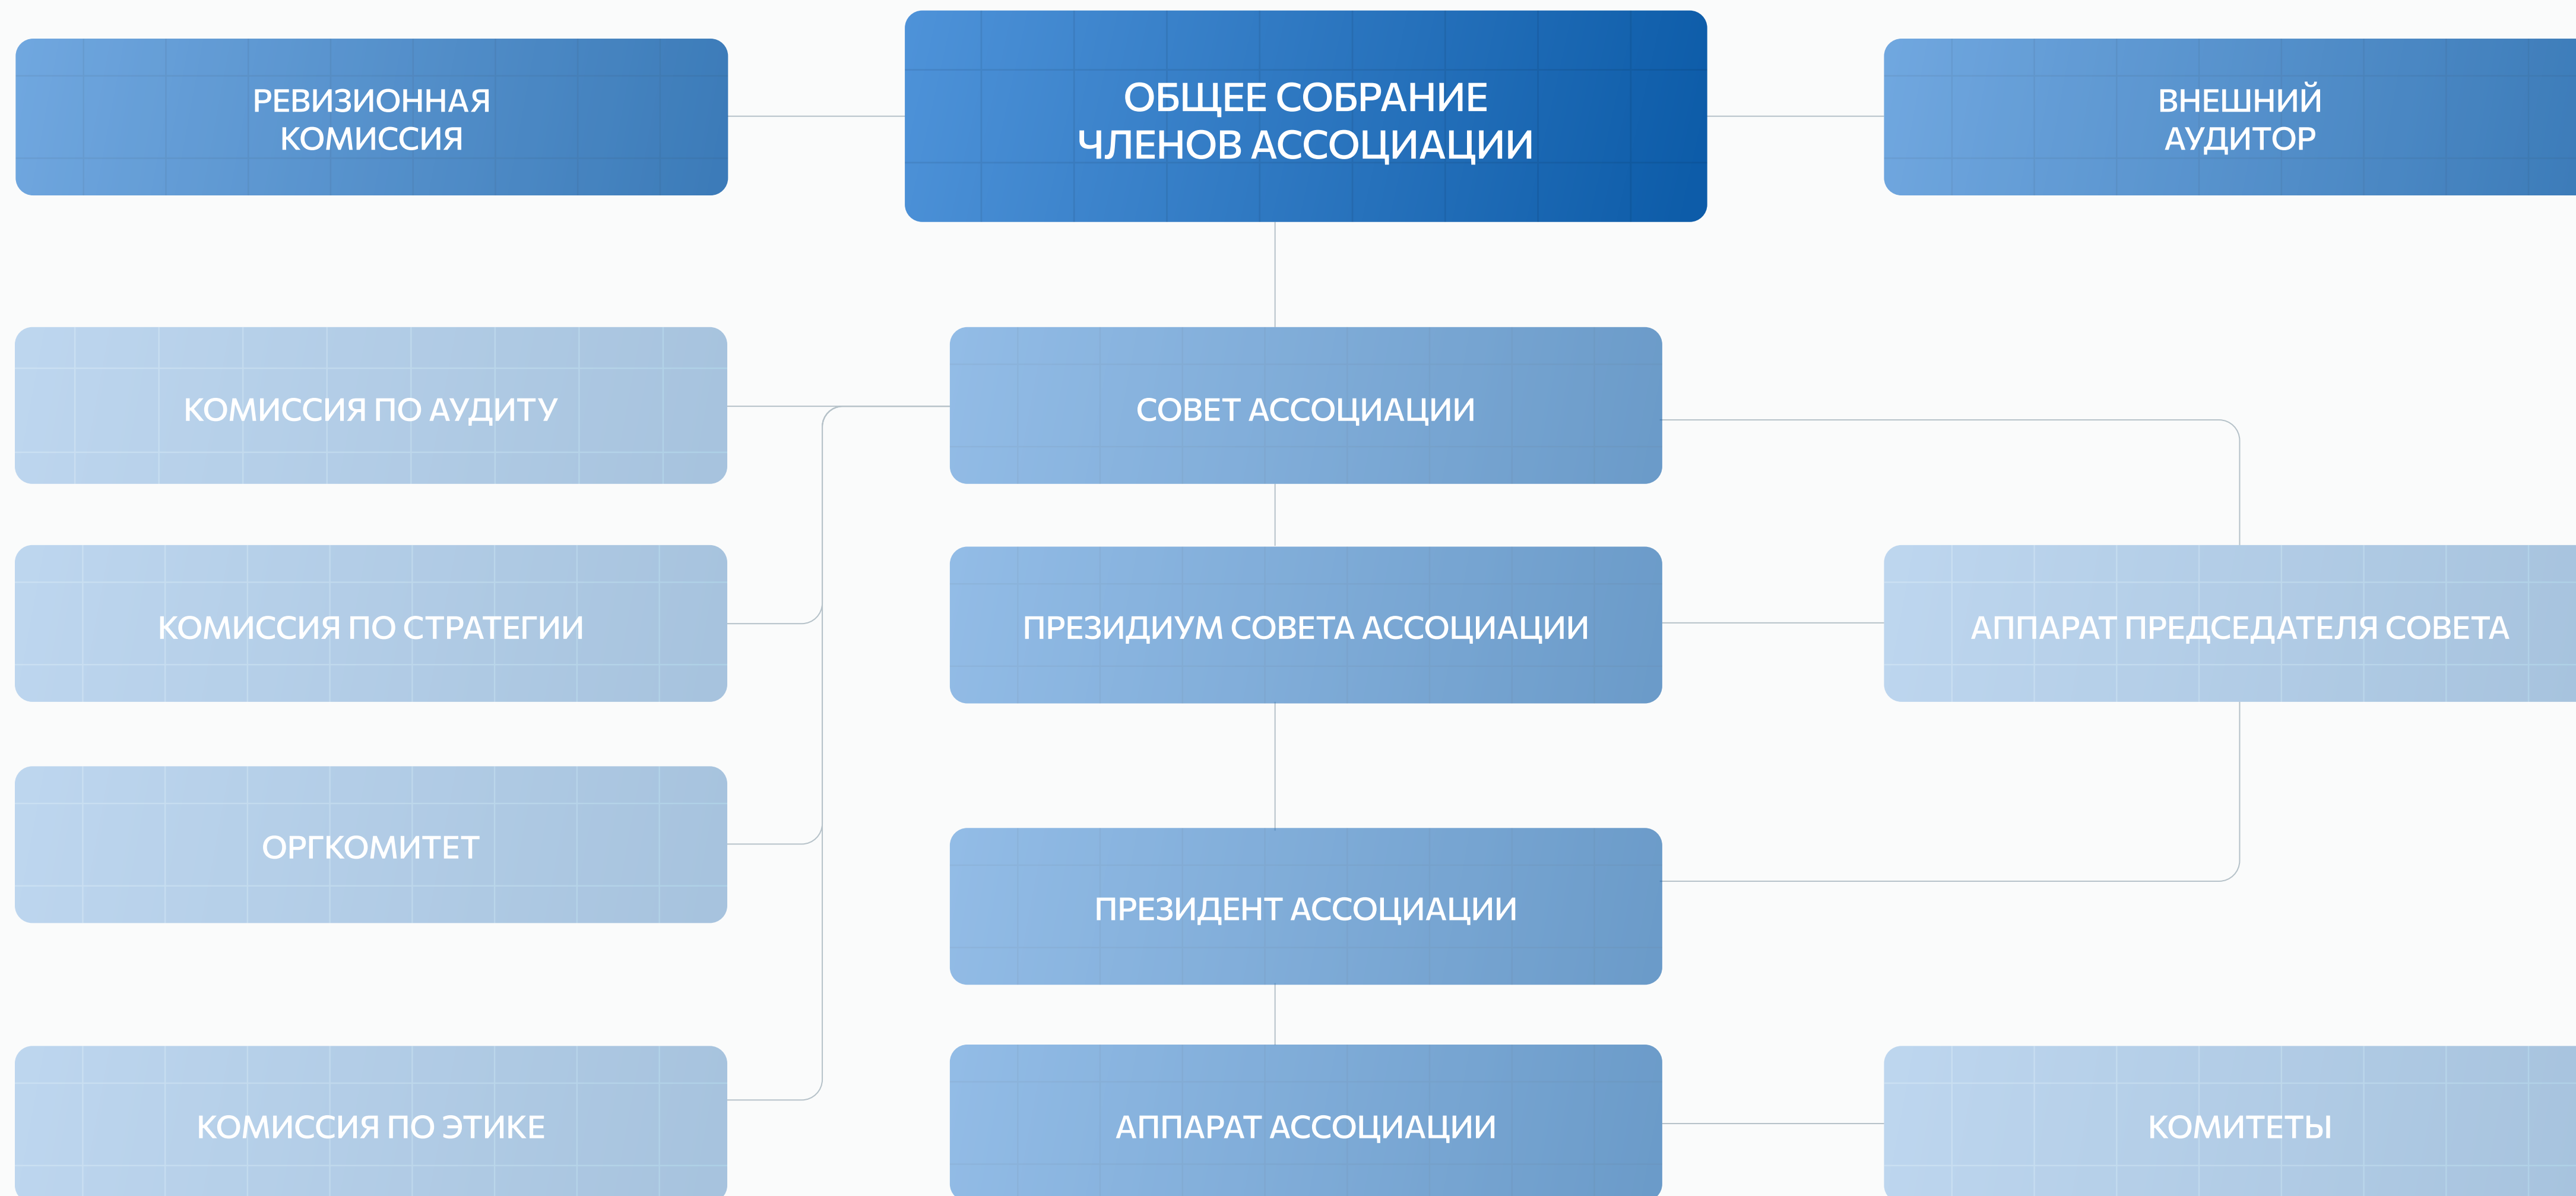 РЕВИЗИОННАЯ
КОМИССИЯ
ОБЩЕЕ СОБРАНИЕ
ЧЛЕНОВ АССОЦИАЦИИ
ВНЕШНИЙ
АУДИТОР
КОМИССИЯ ПО АУДИТУ
СОВЕТ АССОЦИАЦИИ
КОМИССИЯ ПО СТРАТЕГИИ
ПРЕЗИДИУМ СОВЕТА АССОЦИАЦИИ
АППАРАТ ПРЕДСЕДАТЕЛЯ СОВЕТА
ОРГКОМИТЕТ
ПРЕЗИДЕНТ АССОЦИАЦИИ
КОМИССИЯ ПО ЭТИКЕ
АППАРАТ АССОЦИАЦИИ
КОМИТЕТЫ